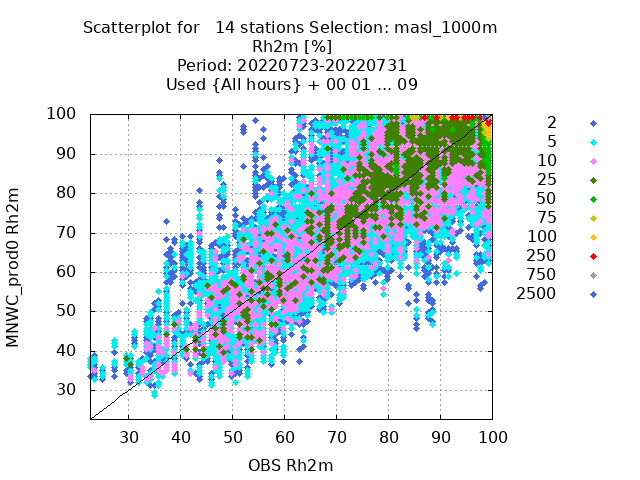 Scatterplot for   14 stations Selection: masl_1000m
Rh2m [%]
Period: 20220723-20220731
Used {All hours} + 00 01 ... 09
MNWC_prod0 Rh2m
100
90
80
70
60
50
40
30
30 40 50 60 70 80 90 100
OBS Rh2m
2
5
10
25
50
75
100
250
750
2500